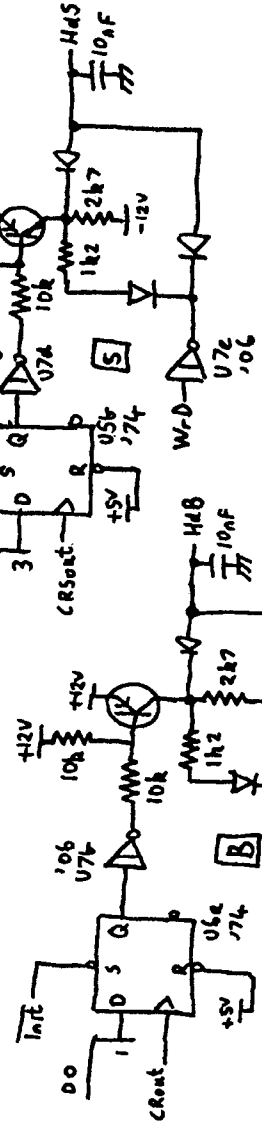 Init
D0
1
D
S
Q
R
CRout
+5V
U6a
'74
'06
U7b
+12V
10k
10k
+12V
1k2
2k7
B
HdB
10nF
3
D
S
Q
R
CRSout
+5V
U5b
'74
U7d
10k
1k2
2k7
-12V
S
WrD
U7c
'06
HdS
10nF